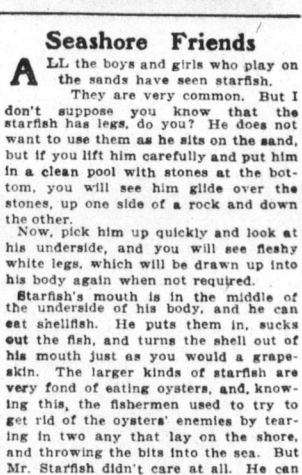 Seashore Friends
ALL the boys and girls who play on
the sands have seen starfish.
They are very common. But I
don't suppose you know that the
starfish has legs, do you? He does not
want to use them as he sits on the sand,
but if you lift him carefully and put him
in a clean pool with stones at the bot-
tom, you will see him glide over the
stones, up one side of a rock and down
the other.
Now, pick him up quickly and look at
his underside, and you will see fleshy
white legs, which will be drawn up into
his body again when not required.
Starfish's mouth is in the middle of
the underside of his body, and he can
eat shellfish. He puts them in, sucks
out the fish, and turns the shell out of
his mouth just as you would a grape-
skin. The larger kinds of starfish are
very fond of eating oysters, and, know-
ing this, the fishermen used to try to
get rid of the oysters' enemies by tear-
ing in two any that lay on the shore,
and throwing the bits into the sea. But
Mr. Starfish didn't care at all. He can